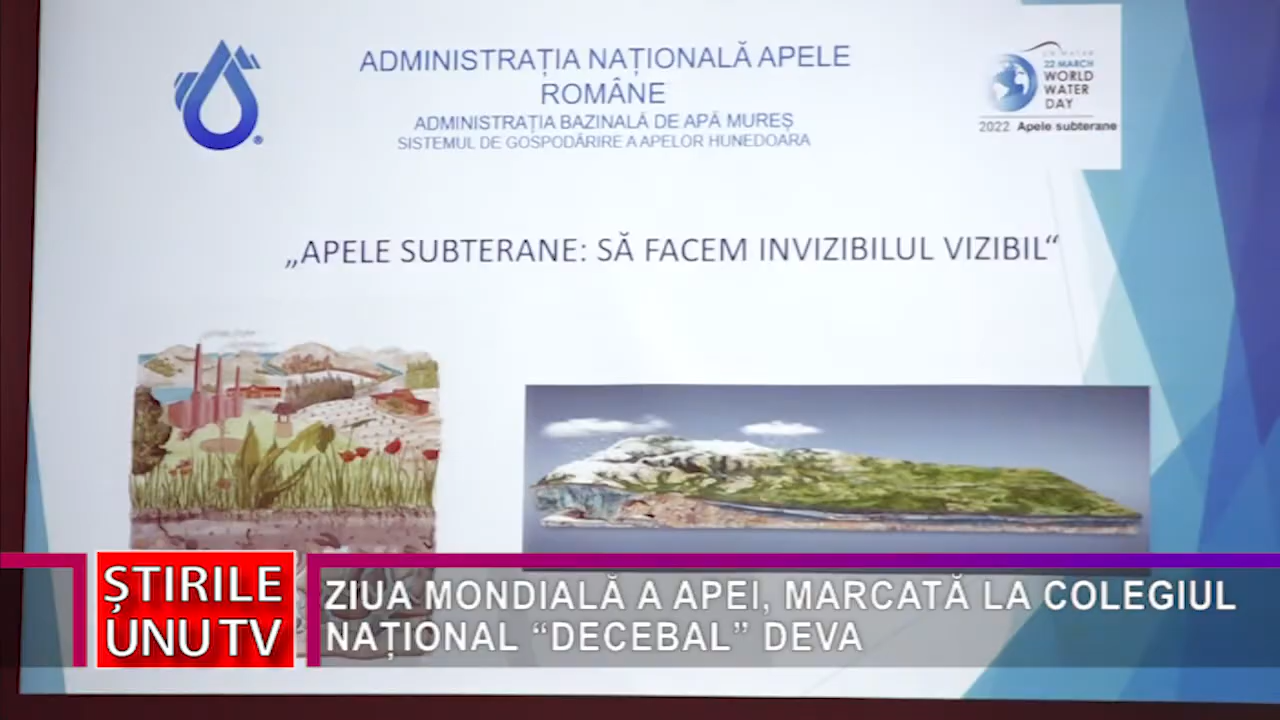 ADMINISTRAȚIA NAȚIONALĂ APELE
ROMÂNE
ADMINISTRAȚIA BAZINALĂ DE APĂ MUREȘ
SISTEMUL DE GOSPODĂRIRE A APELOR HUNEDOARA
UN WATER
22 MARCH
WORLD
WATER
DAY
2022 Apele subterane
„APELE SUBTERANE: SĂ FACEM INVIZIBILUL VIZIBIL“
ȘTIRILE
UNU TV
ZIUA MONDIALĂ A APEI, MARCATĂ LA COLEGIUL
NAȚIONAL “DECEBAL” DEVA